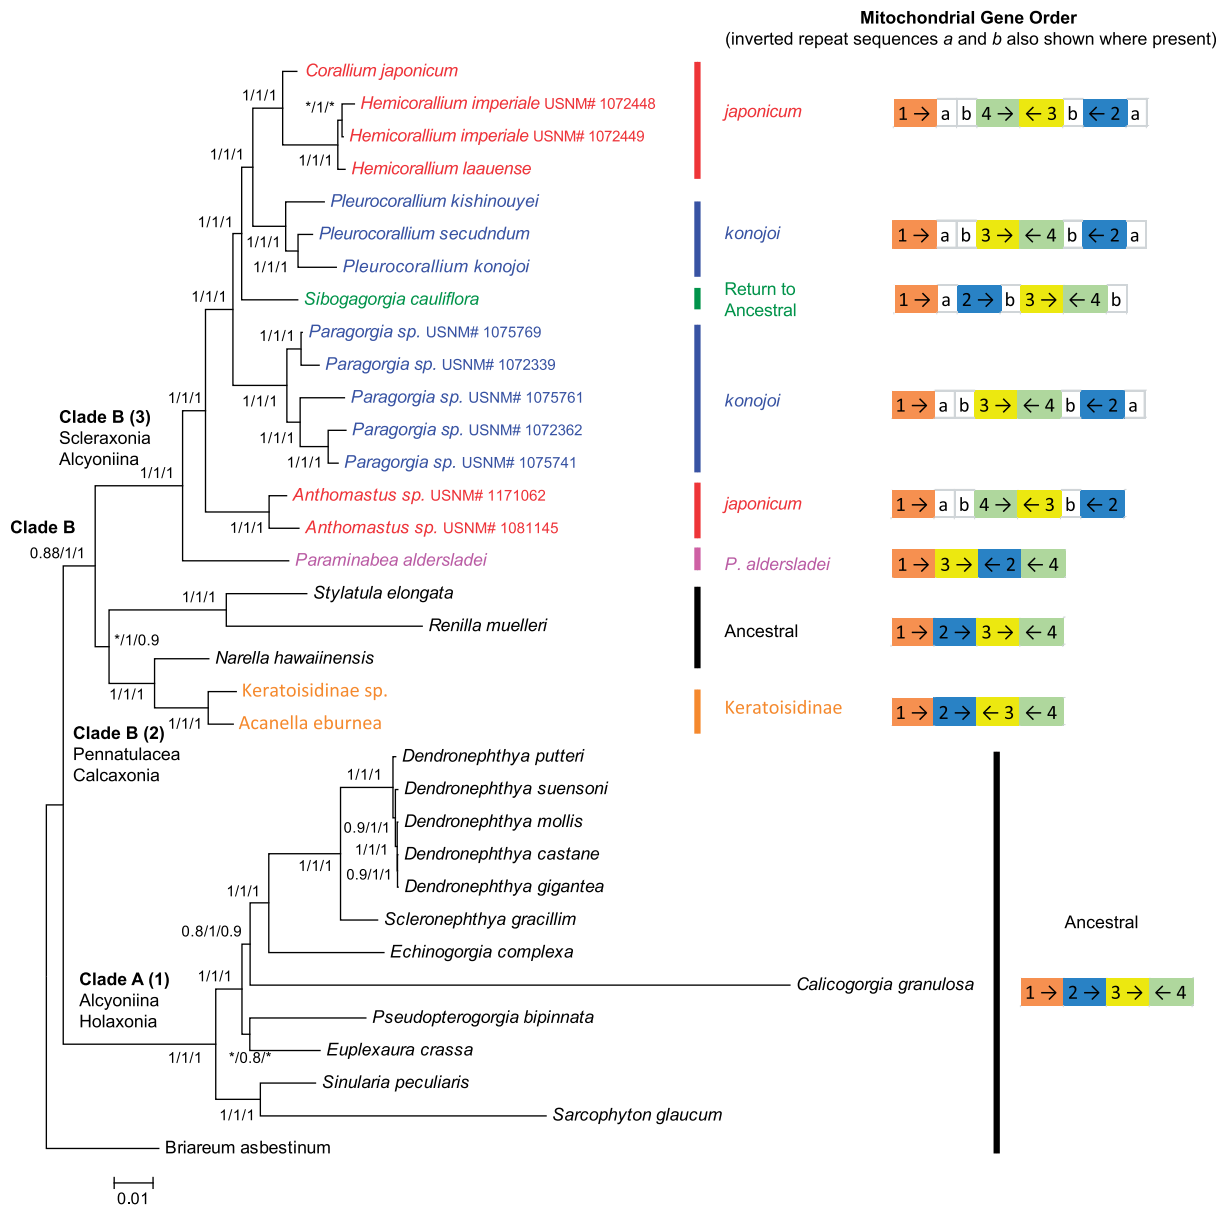 Mitochondrial Gene Order
(inverted repeat sequences a and b also shown where present)
Corallium japonicum
1/1/1
*/1/*
Hemicorallium imperiale USNM# 1072448
japonicum
1 → a b 4 → ← 3 b ← 2 a
Hemicorallium imperiale USNM# 1072449
1/1/1
1/1/1
Hemicorallium laauense
Pleurocorallium kishinouyei
1/1/1
1/1/1
Pleurocorallium secudndum
konojoi
1 → a b 3 → ← 4 b ← 2 a
1/1/1
Pleurocorallium konojoi
1/1/1
Sibogagorgia cauliflora
Return to
Ancestral
1 → a 2 → b 3 → ← 4 b
1/1/1
Paragorgia sp. USNM# 1075769
Paragorgia sp. USNM# 1072339
1/1/1
Paragorgia sp. USNM# 1075761
konojoi
1 → a b 3 → ← 4 b ← 2 a
1/1/1
Clade B (3)
Scleraxonia
Alcyoniina
1/1/1
Paragorgia sp. USNM# 1072362
1/1/1
Paragorgia sp. USNM# 1075741
1/1/1
Anthomastus sp. USNM# 1171062
japonicum
1 → a b 4 → ← 3 b ← 2
1/1/1
Anthomastus sp. USNM# 1081145
Clade B
0.88/1/1
Paraminabea aldersladei
P. aldersladei
1 → 3 → ← 2 ← 4
1/1/1
Stylatula elongata
Renilla muelleri
Ancestral
1 → 2 → 3 → ← 4
*/1/0.9
Narella hawaiinensis
1/1/1
Keratoisidinae sp.
Keratoisidinae
1 → 2 → ← 3 ← 4
1/1/1
Acanella eburnea
Clade B (2)
Pennatulacea
Calcaxonia
Dendronephthya putteri
1/1/1
Dendronephthya suensoni
0.9/1/1
Dendronephthya mollis
1/1/1
Dendronephthya castane
1/1/1
0.9/1/1
Dendronephthya gigantea
1/1/1
Scleronephthya gracillim
Ancestral
0.8/1/0.9
Echinogorgia complexa
Clade A (1)
Alcyoniina
Holaxonia
1/1/1
Calicogorgia granulosa
1 → 2 → 3 → ← 4
Pseudopterogorgia bipinnata
*/0.8/*
Euplexaura crassa
1/1/1
Sinularia peculiaris
1/1/1
Sarcophyton glaucum
Briareum asbestinum
0.01